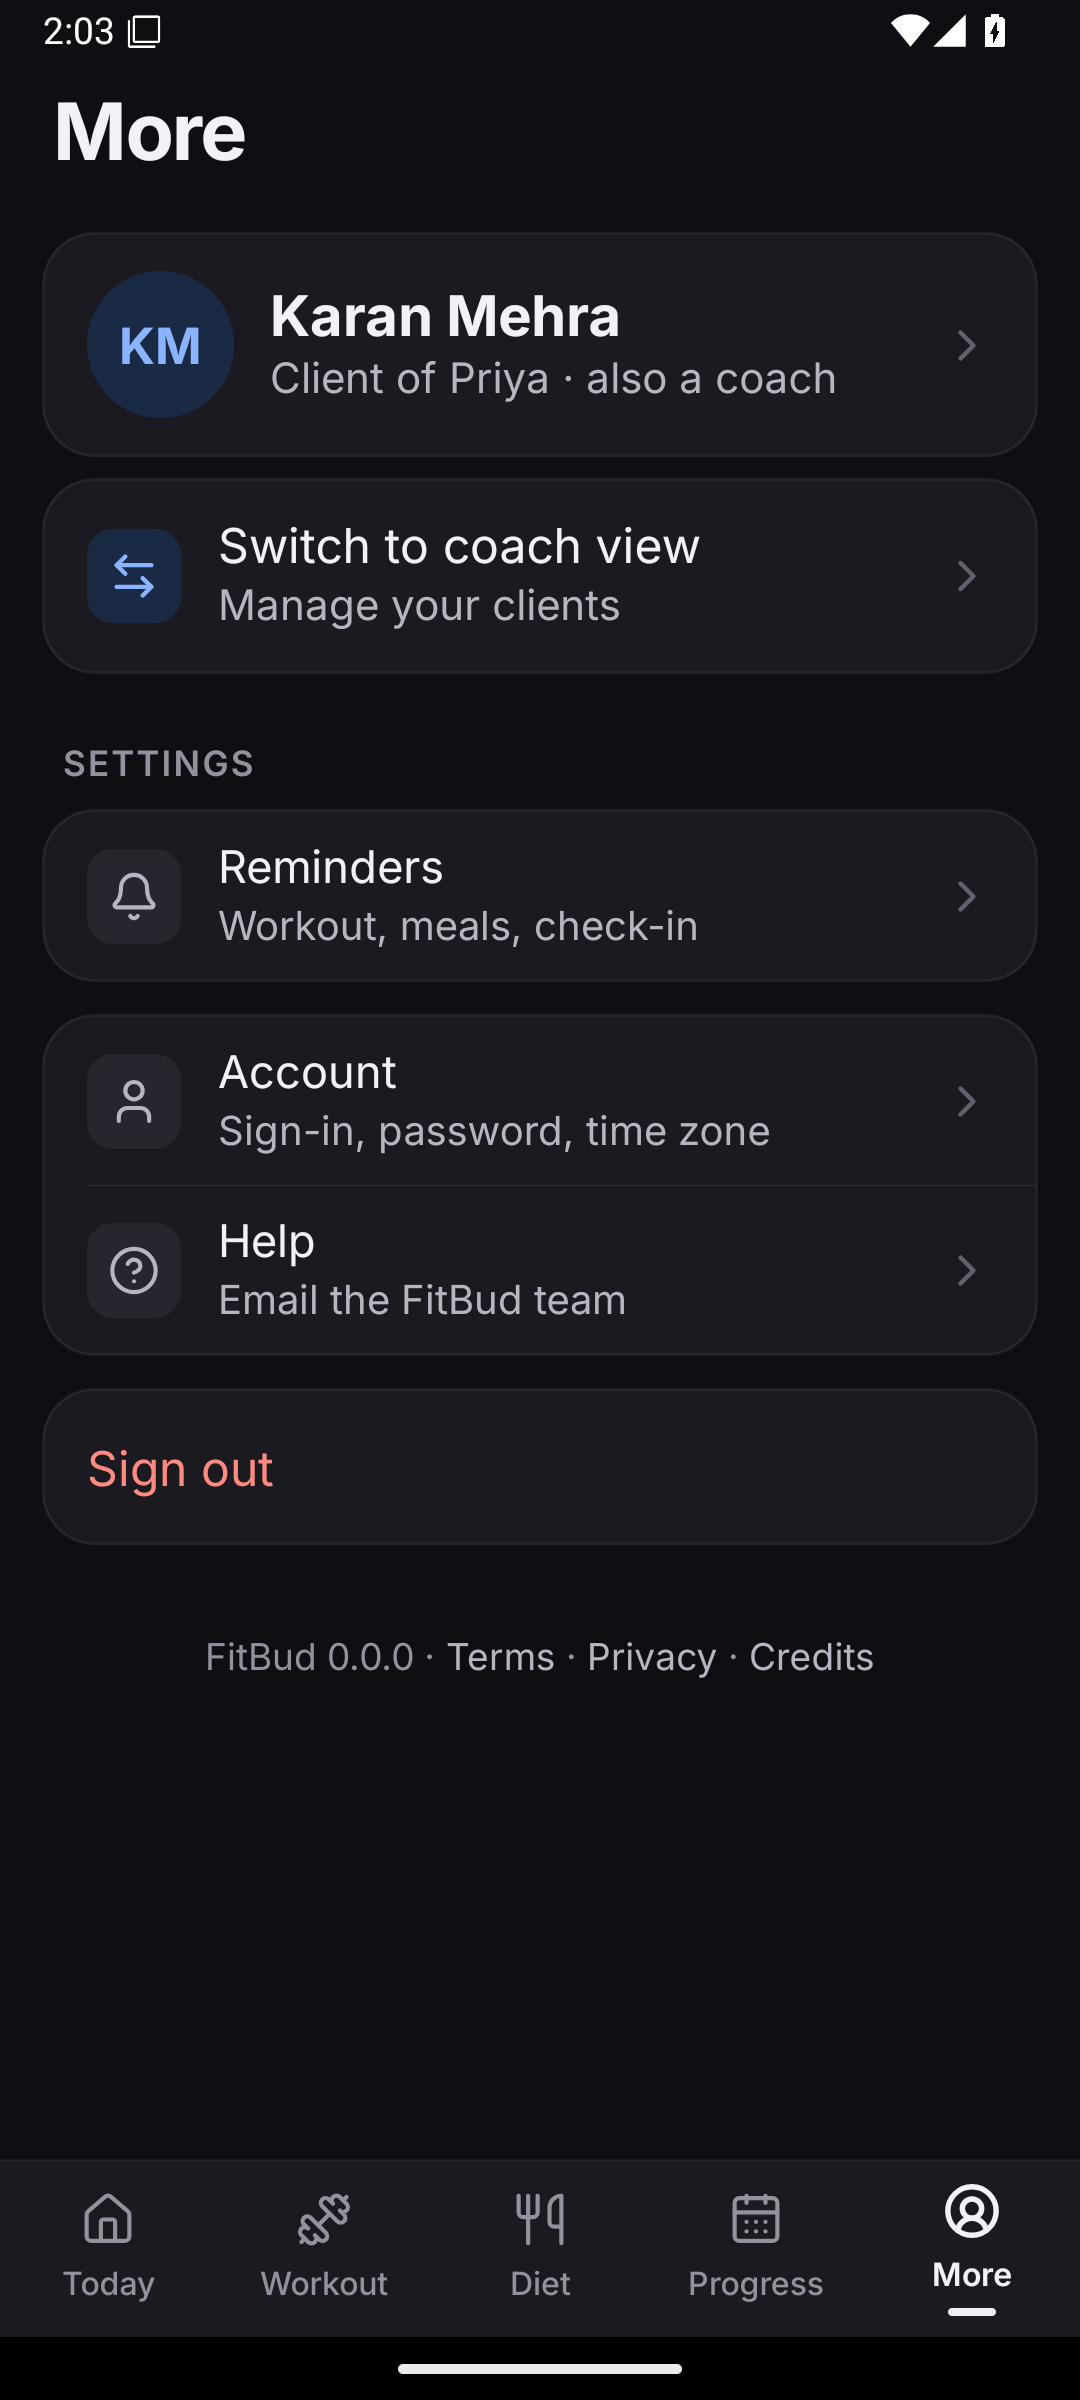 2:03
More
KM
Karan Mehra
Client of Priya · also a coach
Switch to coach view
Manage your clients
SETTINGS
Reminders
Workout, meals, check-in
Account
Sign-in, password, time zone
Help
Email the FitBud team
Sign out
FitBud 0.0.0 · Terms · Privacy · Credits
Today
Workout
Diet
Progress
More